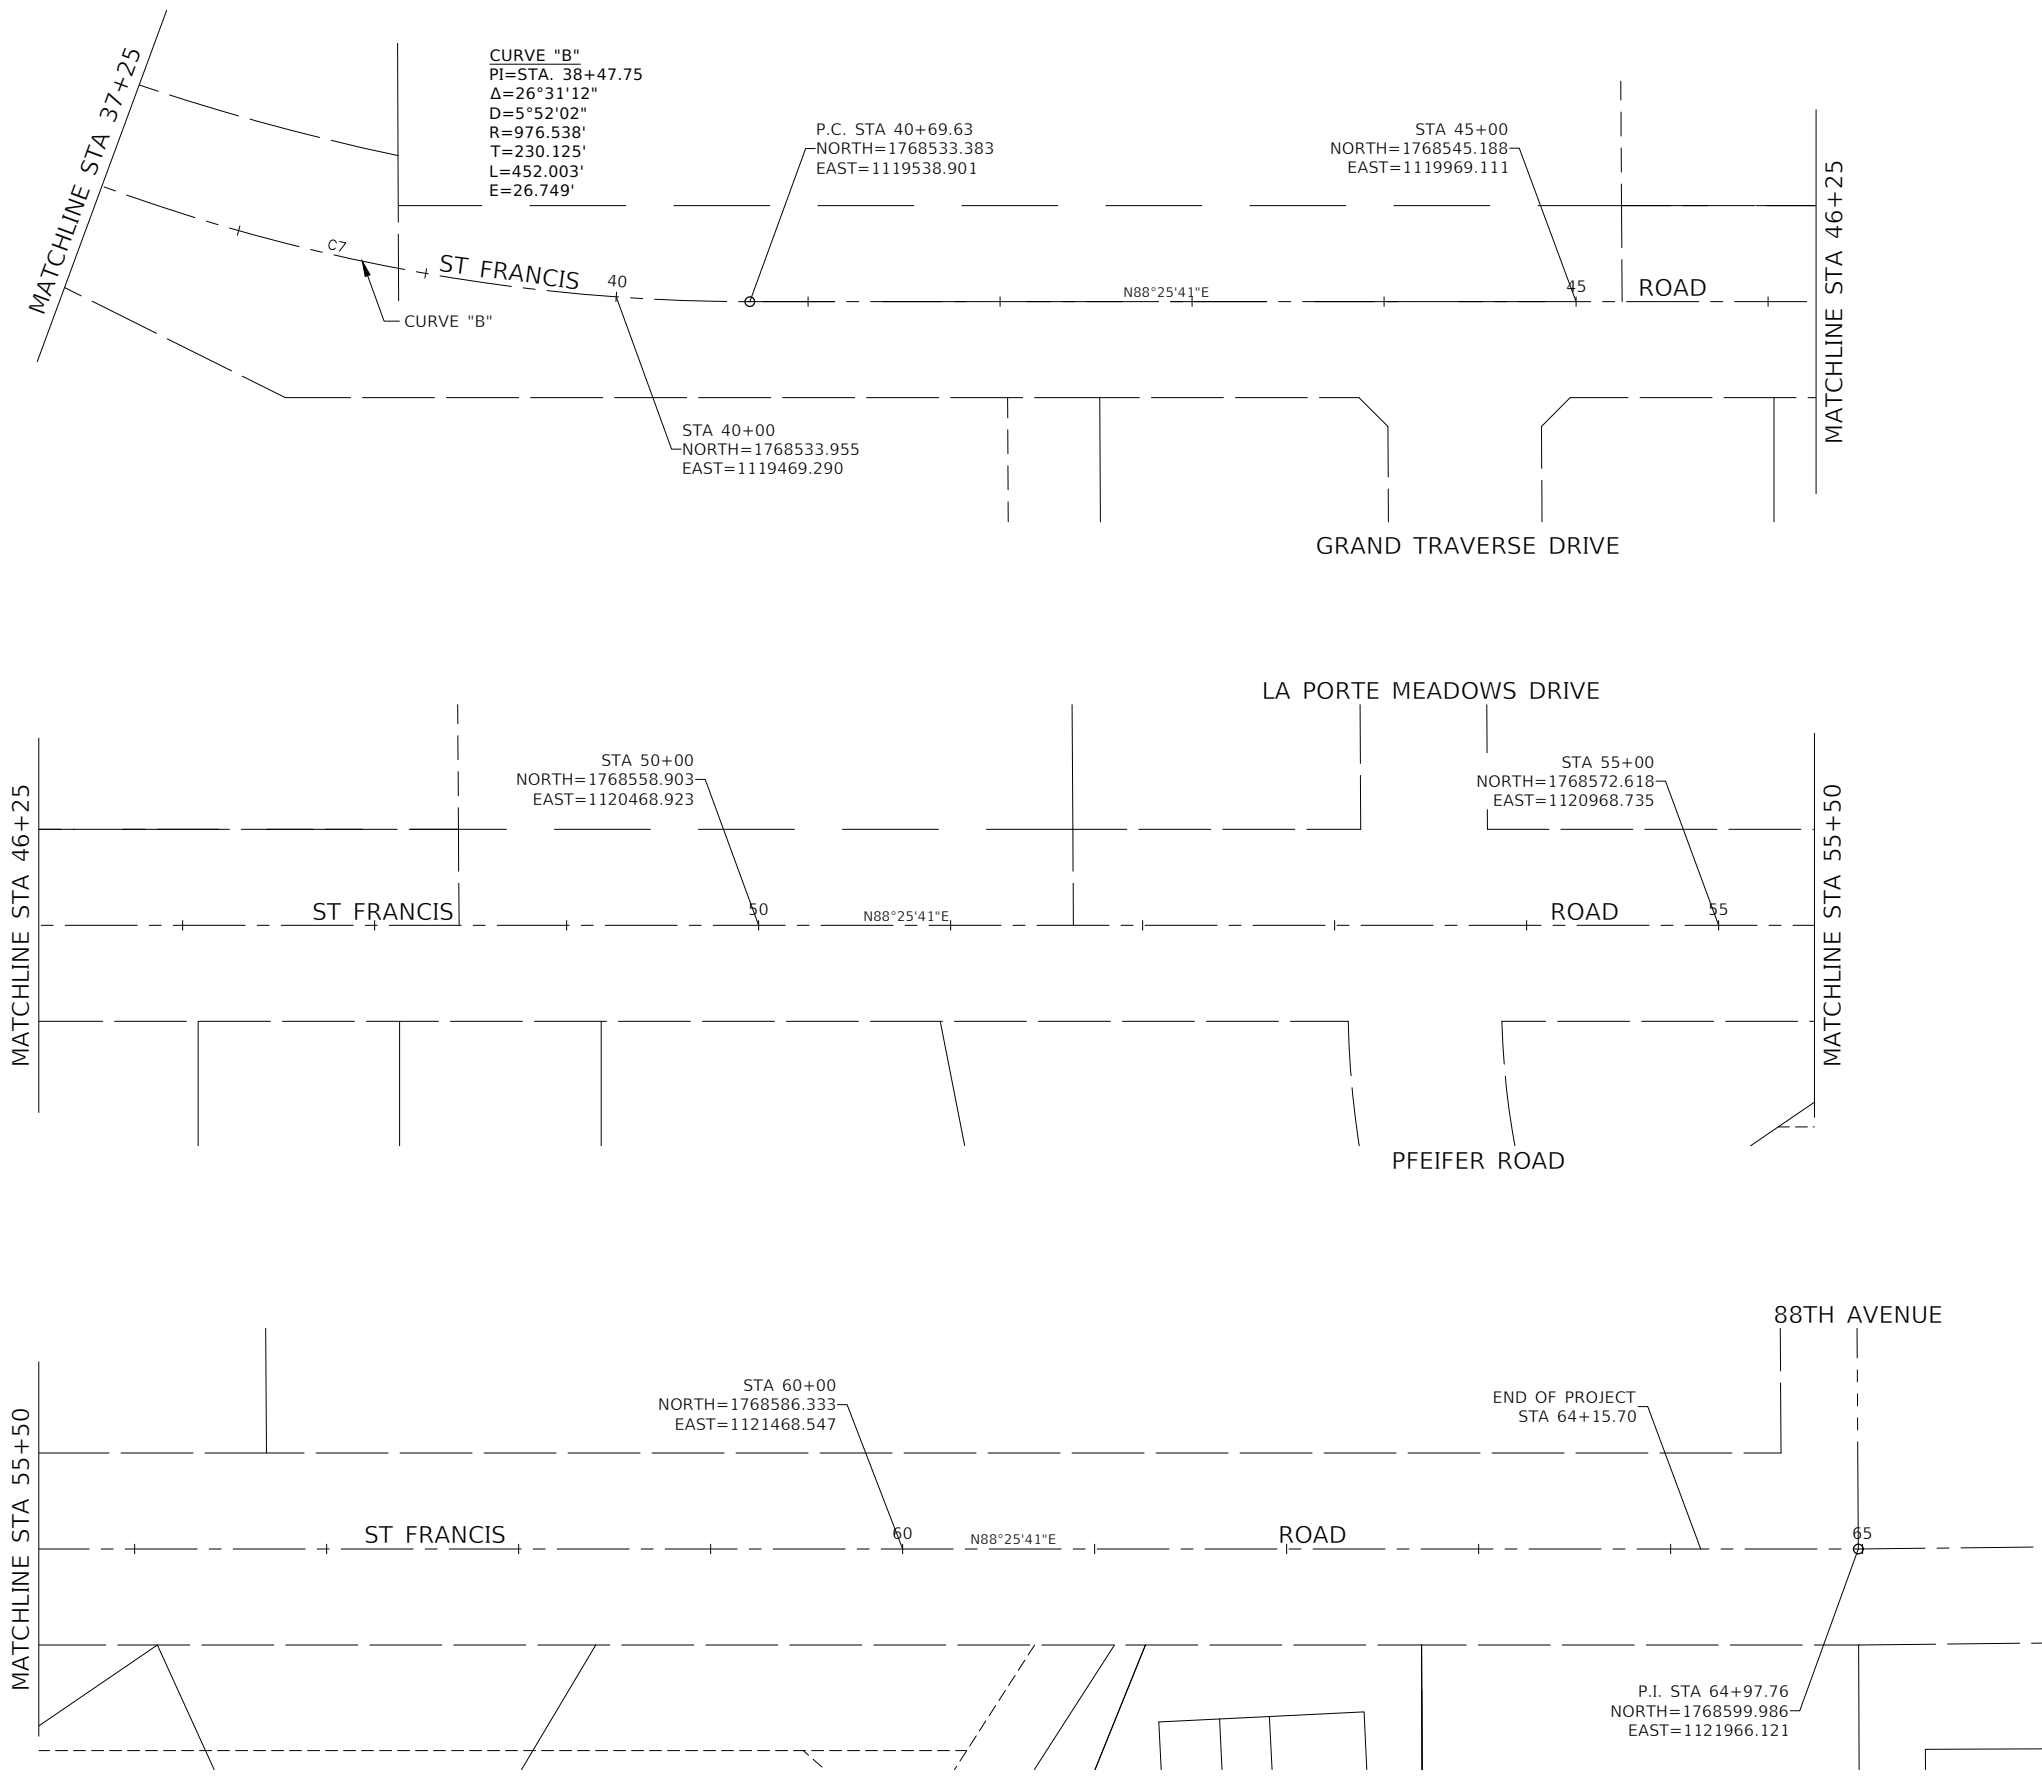 MATCHLINE STA 37+25
CURVE "B"
PI=STA. 38+47.75
Δ=26°31'12"
D=5°52'02"
R=976.538'
T=230.125'
L=452.003'
E=26.749'
P.C. STA 40+69.63
NORTH=1768533.383
EAST=1119538.901
STA 45+00
NORTH=1768545.188
EAST=1119969.111
MATCHLINE STA 46+25
C7
ST FRANCIS
40
N88°25'41"E
45
ROAD
CURVE "B"
STA 40+00
NORTH=1768533.955
EAST=1119469.290
GRAND TRAVERSE DRIVE
LA PORTE MEADOWS DRIVE
MATCHLINE STA 46+25
STA 50+00
NORTH=1768558.903
EAST=1120468.923
STA 55+00
NORTH=1768572.618
EAST=1120968.735
MATCHLINE STA 55+50
ST FRANCIS
50
N88°25'41"E
ROAD
55
PFEIFER ROAD
88TH AVENUE
MATCHLINE STA 55+50
STA 60+00
NORTH=1768586.333
EAST=1121468.547
END OF PROJECT
STA 64+15.70
ST FRANCIS
60
N88°25'41"E
ROAD
65
P.I. STA 64+97.76
NORTH=1768599.986
EAST=1121966.121